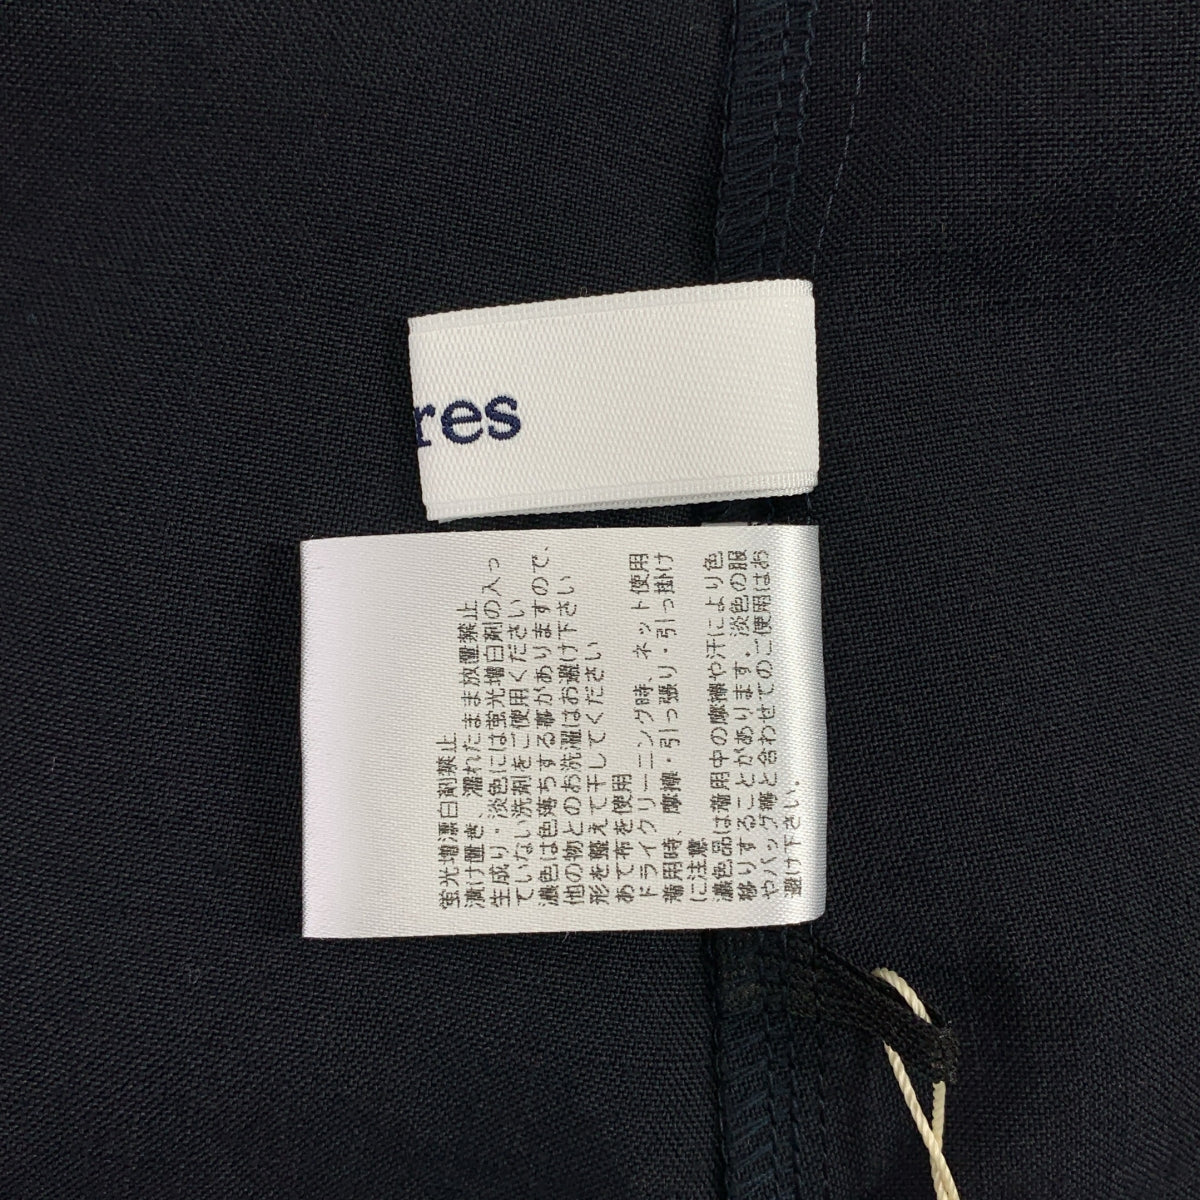 res
蛍光増漂白剤禁止
漬け置き、濡れたまま放置禁止
生成り・淡色には蛍光増白剤の入っ
ていない洗剤をご使用ください
濃色は色落ちする事がありますので、
他の物とのお洗濯はお避け下さい
形を整えて干してください
あて布を使用
ドライクリーニング時、ネット使用
着用時、摩擦・引っ張り・引っ掛け
に注意
濃色品は着用中の摩擦や汗により色
移りすることがあります。淡色の服
やバッグ等と合わせてのご使用はお
避け下さい。